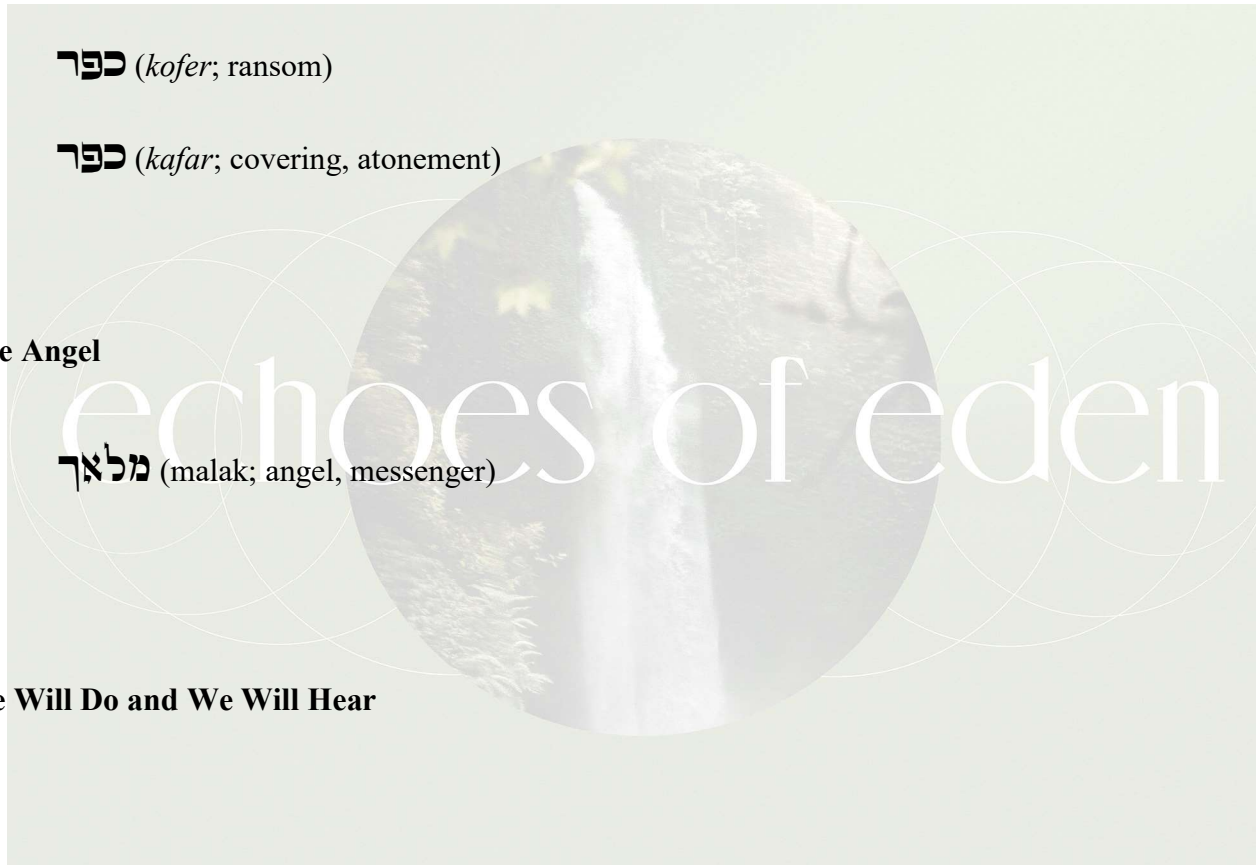 כפר (kofer; ransom)
כפר (kafar; covering, atonement)
e Angel
echoes of eden
מלאך (malak; angel, messenger)
e Will Do and We Will Hear